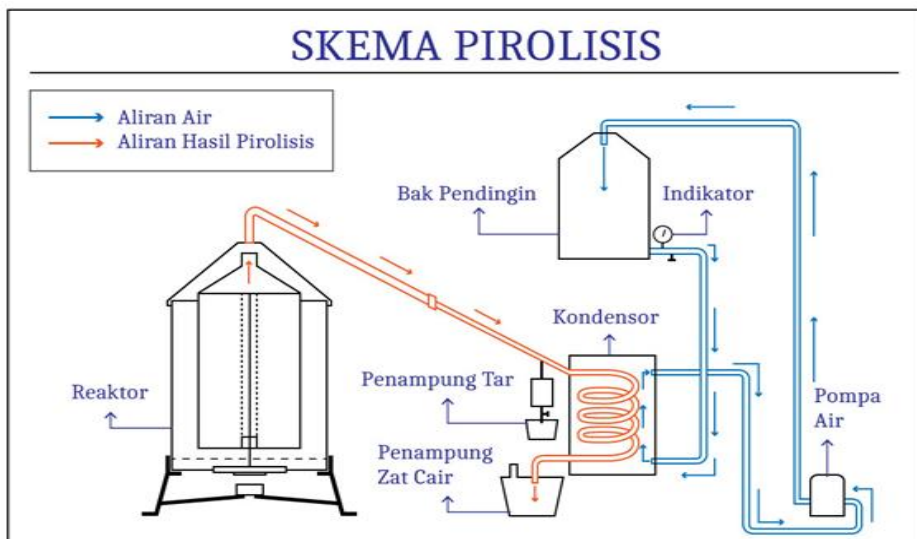 SKEMA PIROLISIS
Aliran Air
Aliran Hasil Pirolisis
Bak Pendingin
Indikator
Kondensor
Reaktor
Penampung Tar
Pompa
Air
Penampung
Zat Cair